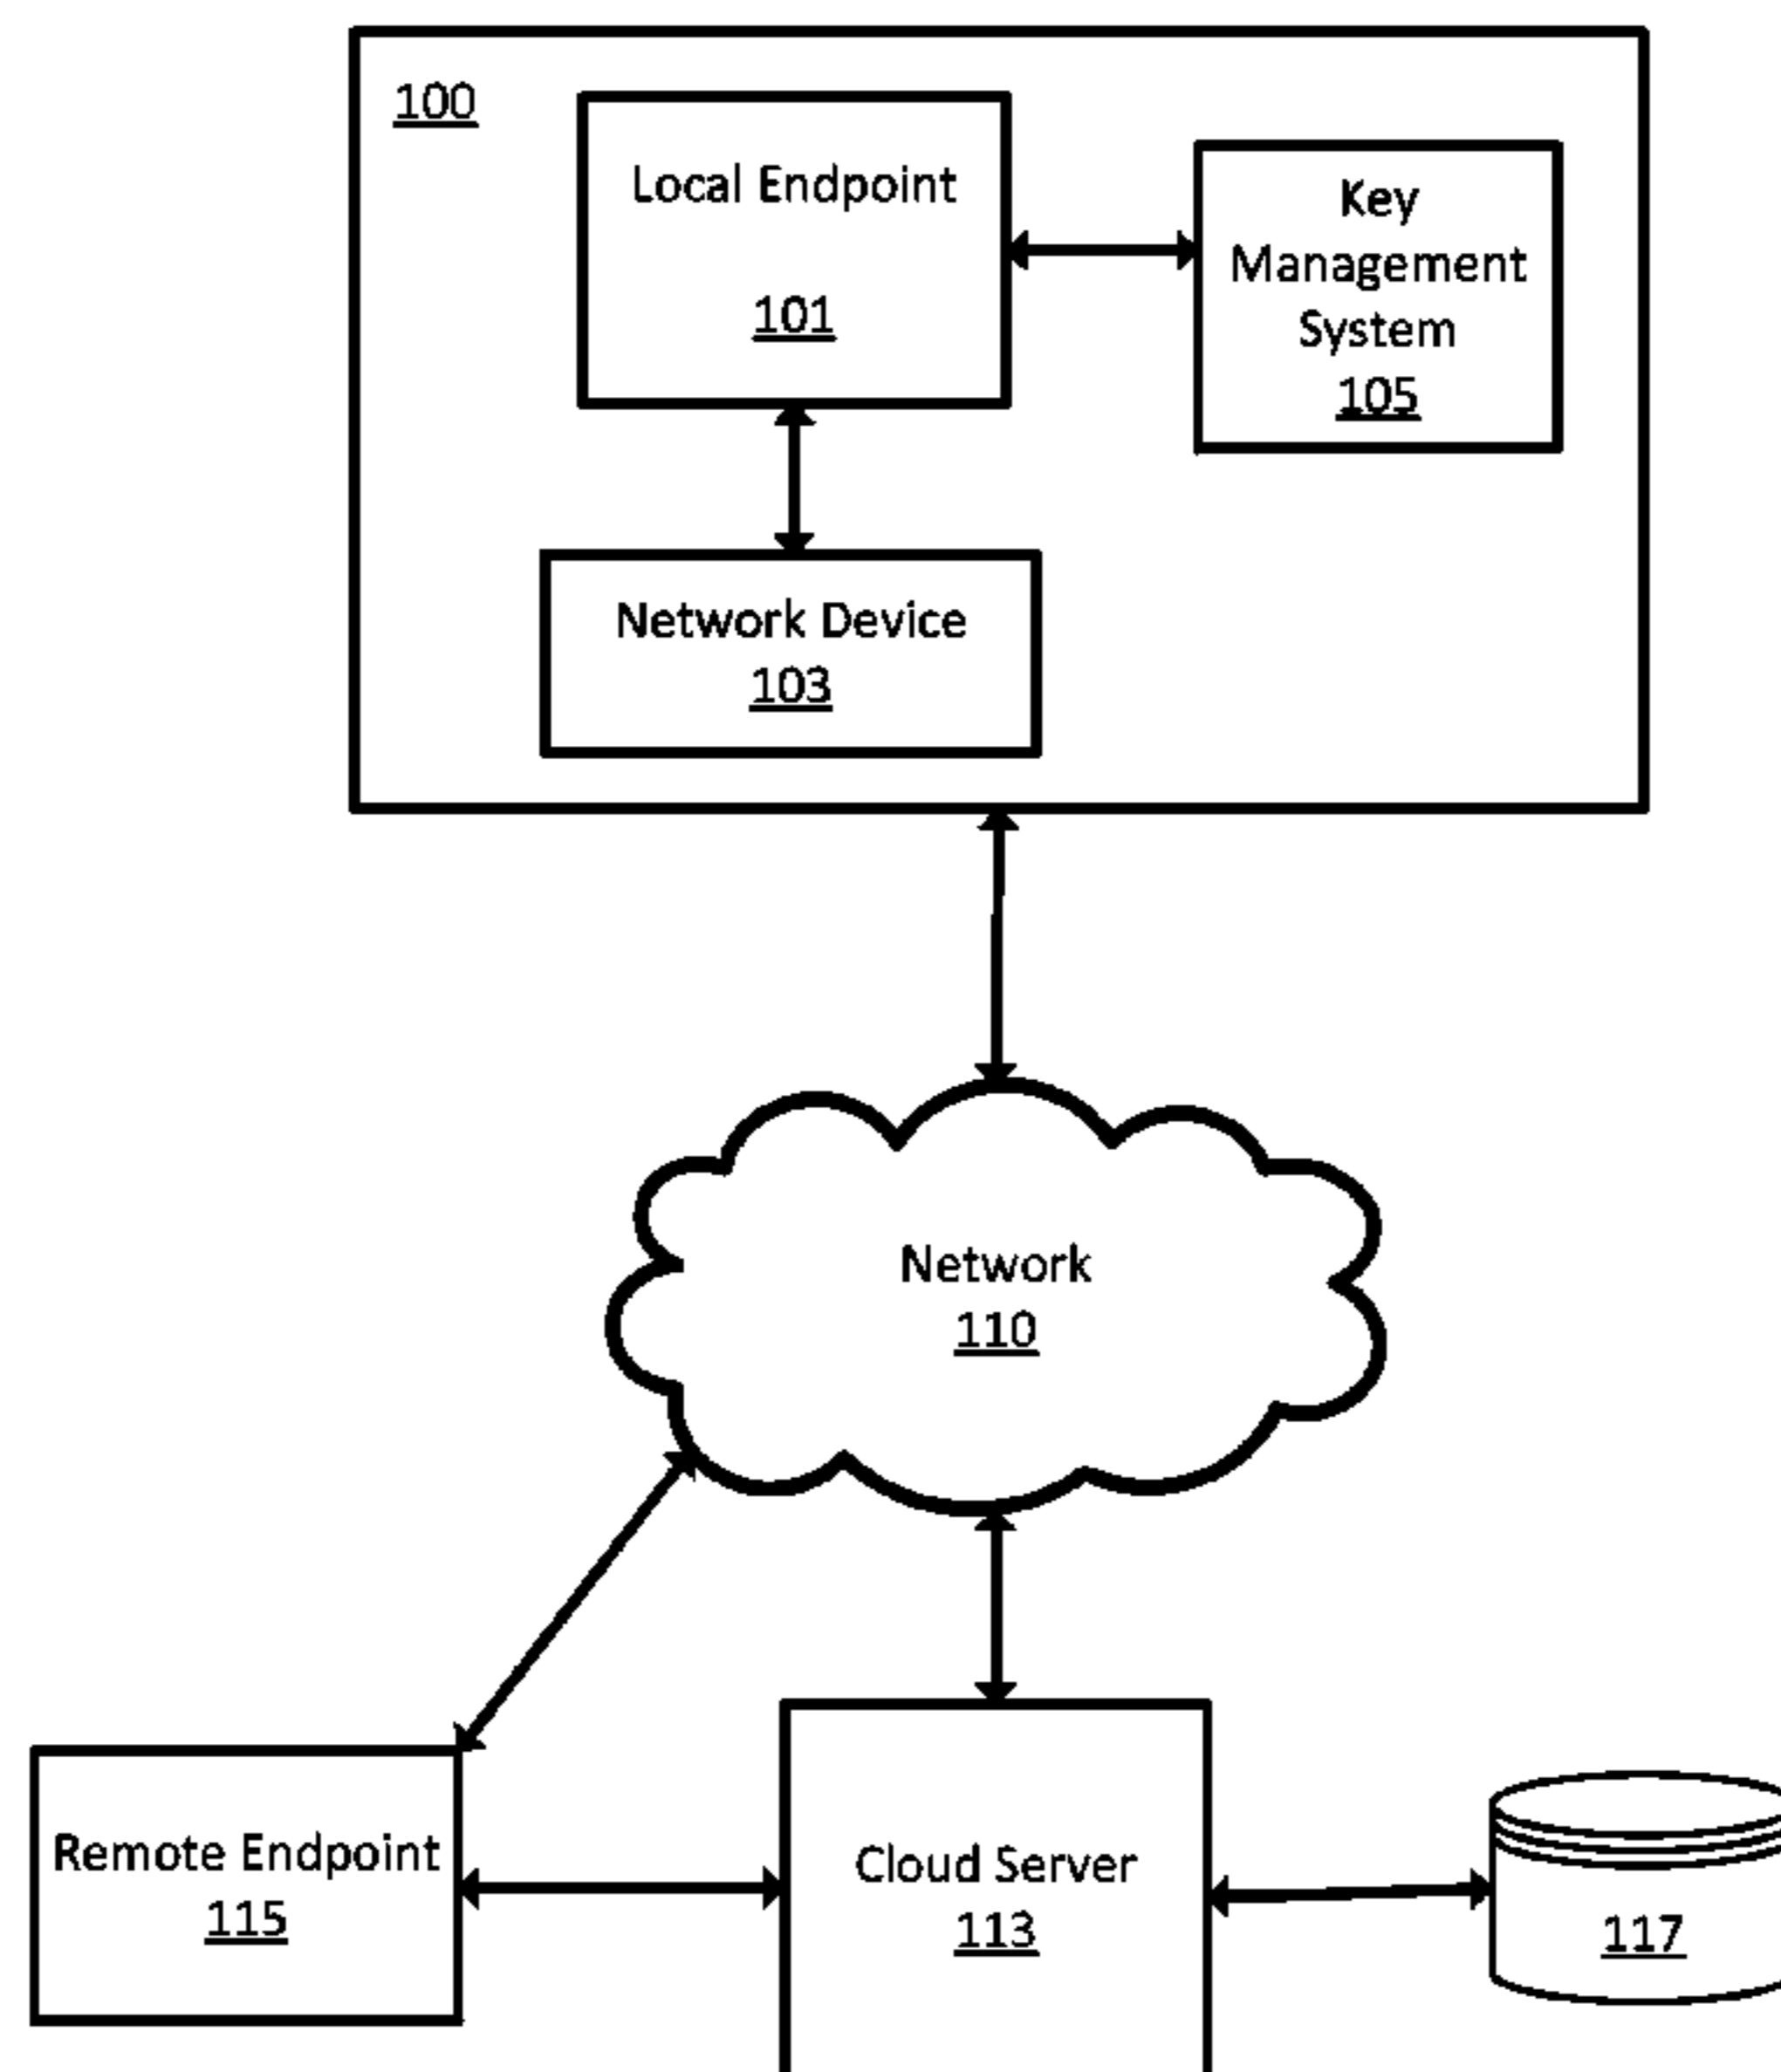 100
Local Endpoint
101
Key
Management
System
105
Network Device
103
Network
110
Remote Endpoint
115
Cloud Server
113
117